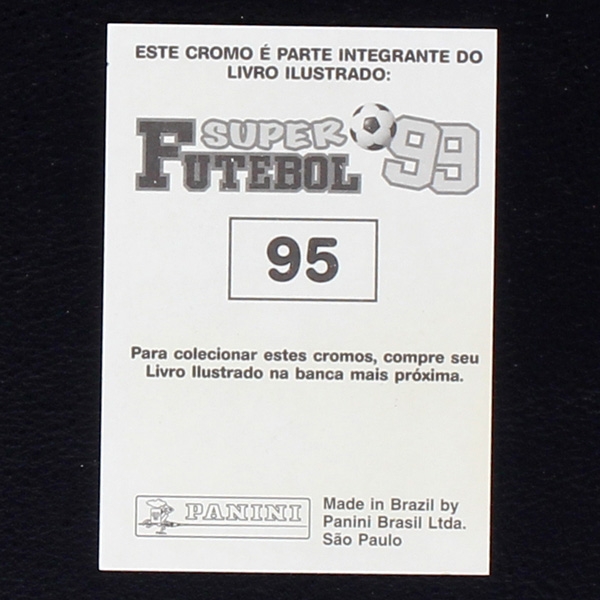 ESTE CROMO É PARTE INTEGRANTE DO
LIVRO ILUSTRADO:
SUPER
FUTEBOL '99
95
Para colecionar estes cromos, compre seu
Livro Ilustrado na banca mais próxima.
PANINI
Made in Brazil by
Panini Brasil Ltda.
São Paulo